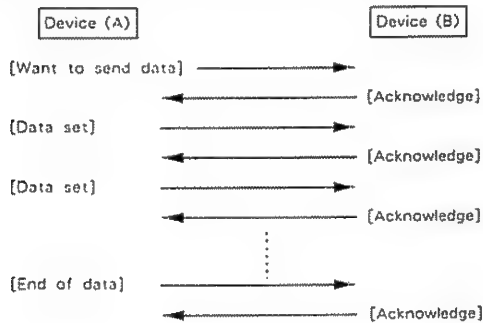 Device (A) Device (B)
[Want to send data]
[Acknowledge]
[Data set]
[Acknowledge]
[Data set]
[Acknowledge]
[End of data]
[Acknowledge]